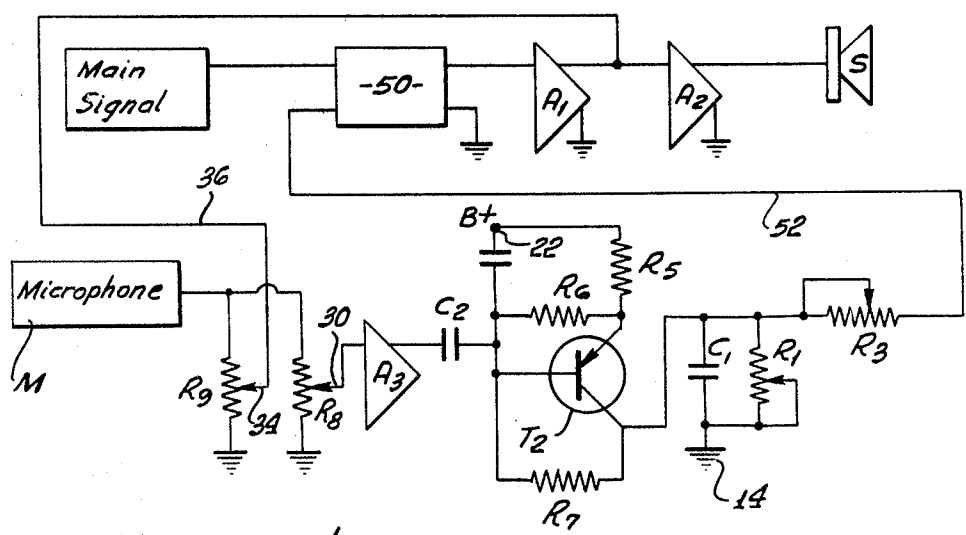 Main
Signal
-50-
A1
A2
S
36
52
B+
22
R5
Microphone
R6
C2
30
A3
C1
R1
R3
M
R9
34
R8
T2
14
R7